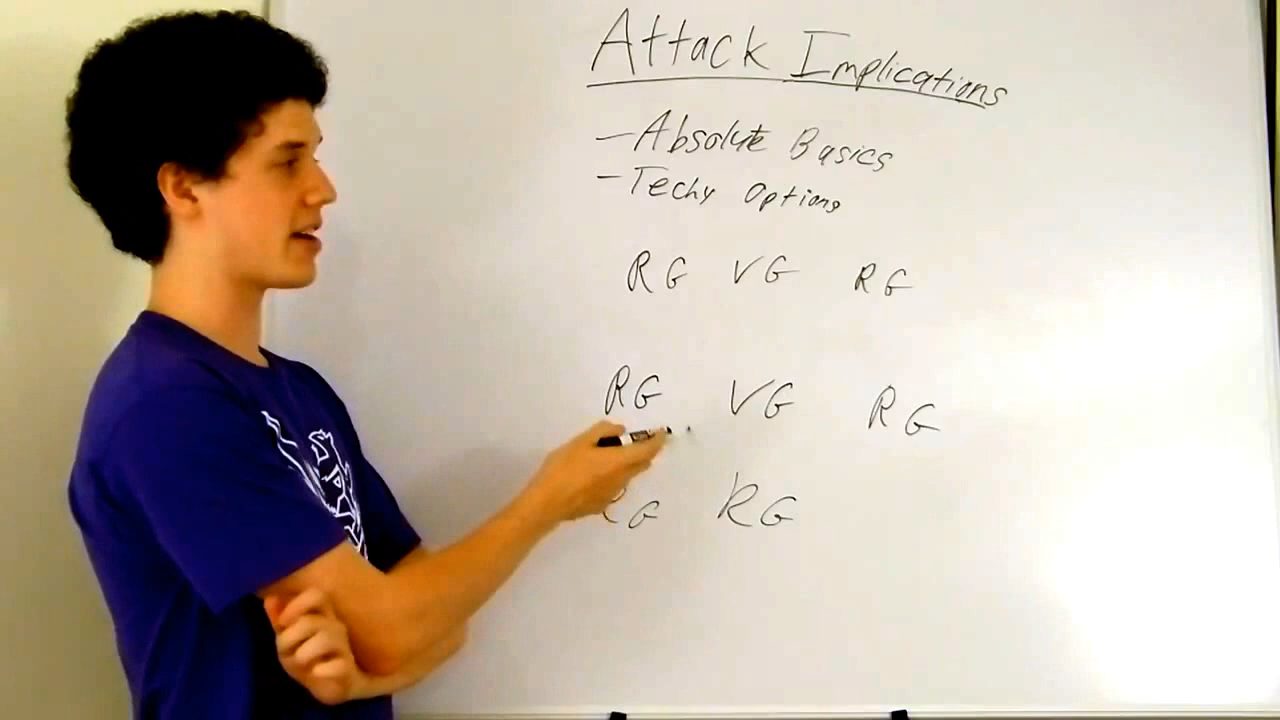 Attack Implications
- Absolute Basics
- Techy Options
RG VG RG
RG VG RG
RG RG